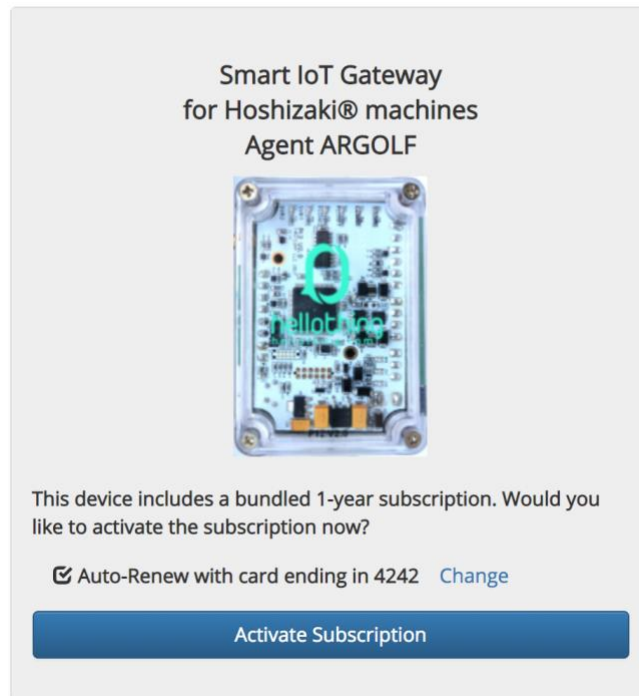 Smart IoT Gateway
for Hoshizaki® machines
Agent ARGOLF
hellothing
This device includes a bundled 1-year subscription. Would you
like to activate the subscription now?
Auto-Renew with card ending in 4242 Change
Activate Subscription